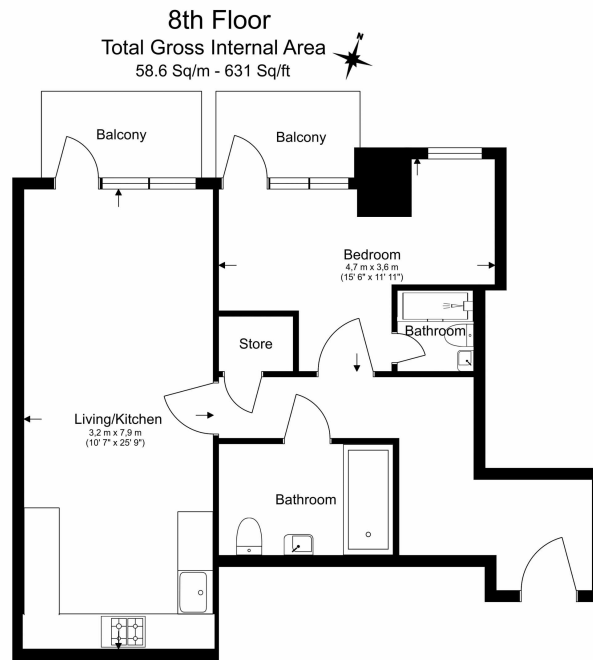 8th Floor
Total Gross Internal Area
58.6 Sq/m - 631 Sq/ft
N
Balcony
Balcony
Bedroom
4,7 m x 3,6 m
(15' 6" x 11' 11")
Bathroom
Store
Living/Kitchen
3,2 m x 7,9 m
(10' 7" x 25' 9")
Bathroom